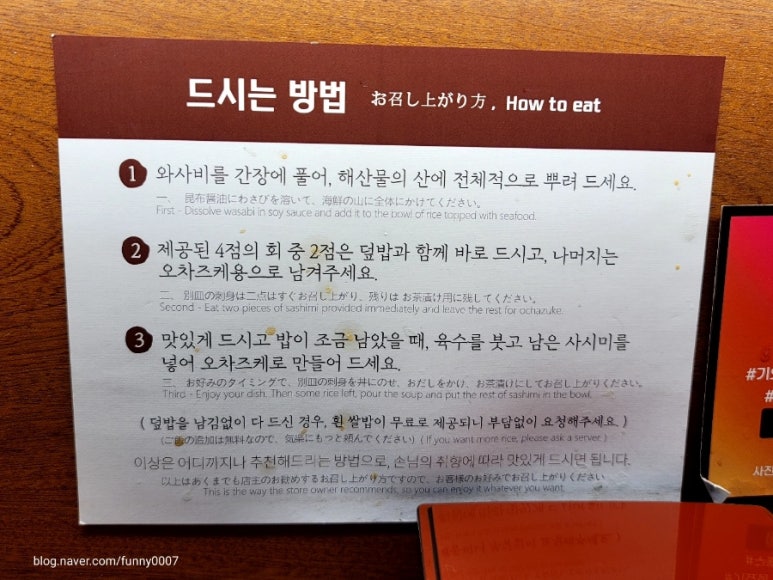 드시는 방법 お召し上がり方 . How to eat
1 와사비를 간장에 풀어, 해산물의 산에 전체적으로 뿌려 드세요.
一、 昆布醤油にわさびを溶いて、海鮮の山に全体にかけてください。
First - Dissolve wasabi in soy sauce and add it to the bowl of rice topped with seafood.
2 제공된 4점의 회 중 2점은 덮밥과 함께 바로 드시고, 나머지는
오차즈케용으로 남겨주세요.
二、 別皿の刺身は二点はすぐお召し上がり、残りは お茶漬け用に残してください。
Second - Eat two pieces of sashimi provided immediately and leave the rest for ochazuke.
3 맛있게 드시고 밥이 조금 남았을 때, 육수를 붓고 남은 사시미를
넣어 오차즈케로 만들어 드세요.
三、 お好みのタイミングで、別皿の刺身を丼にのせ、おだしをかけ、お茶漬けにしてお召し上がりください。
Third - Enjoy your dish. Then some rice left, pour the soup and put the rest of sashimi in the bowl.
( 덮밥을 남김없이 다 드신 경우, 흰 쌀밥이 무료로 제공되니 부담없이 요청해주세요 )
(ご飯の追加は無料なので、気楽にもっと頼んでください) ( If you want more rice, please ask a server )
이상은 어디까지나 추천해드리는 방법으로, 손님의 취향에 따라 맛있게 드시면 됩니다.
以上はあくまでも店主のお勧めするお召し上がり方ですので、お客様のお好みでお召し上がりください
This is the way the store owner recommends, so you can enjoy it whatever you want.
#기
#
사진
blog.naver.com/funny0007